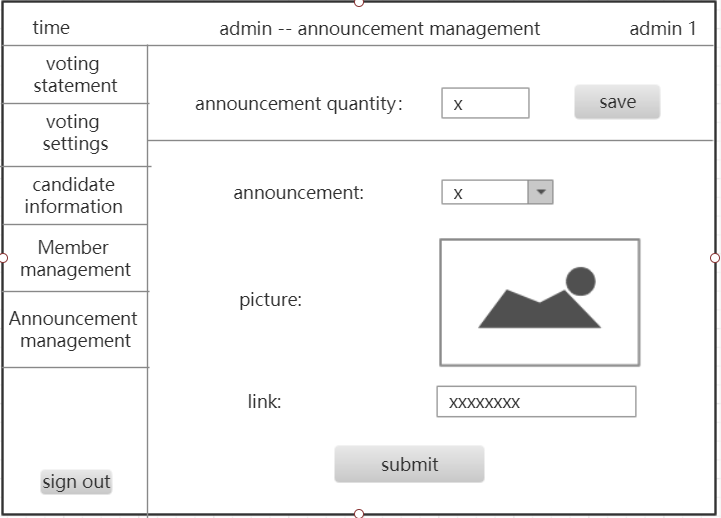 time
admin -- announcement management
admin 1
voting
statement
voting
settings
candidate
information
Member
management
Announcement
management
sign out
announcement quantity:
x
save
announcement:
x
picture:
link:
xxxxxxxx
submit